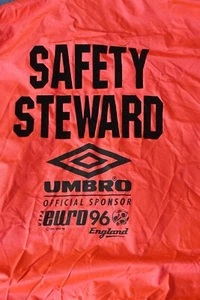 SAFETY
STEWARD
UMBRO
OFFICIAL SPONSOR
euro 96
England